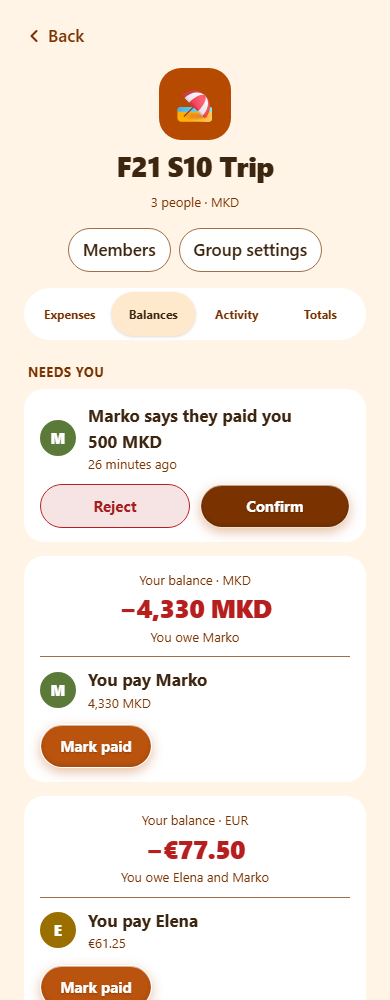 Back
F21 S10 Trip
3 people · MKD
Members Group settings
Expenses Balances Activity Totals
NEEDS YOU
Marko says they paid you
500 MKD
M
26 minutes ago
Reject Confirm
Your balance · MKD
−4,330 MKD
You owe Marko
M
You pay Marko
4,330 MKD
Mark paid
Your balance · EUR
−€77.50
You owe Elena and Marko
E
You pay Elena
€61.25
Mark paid